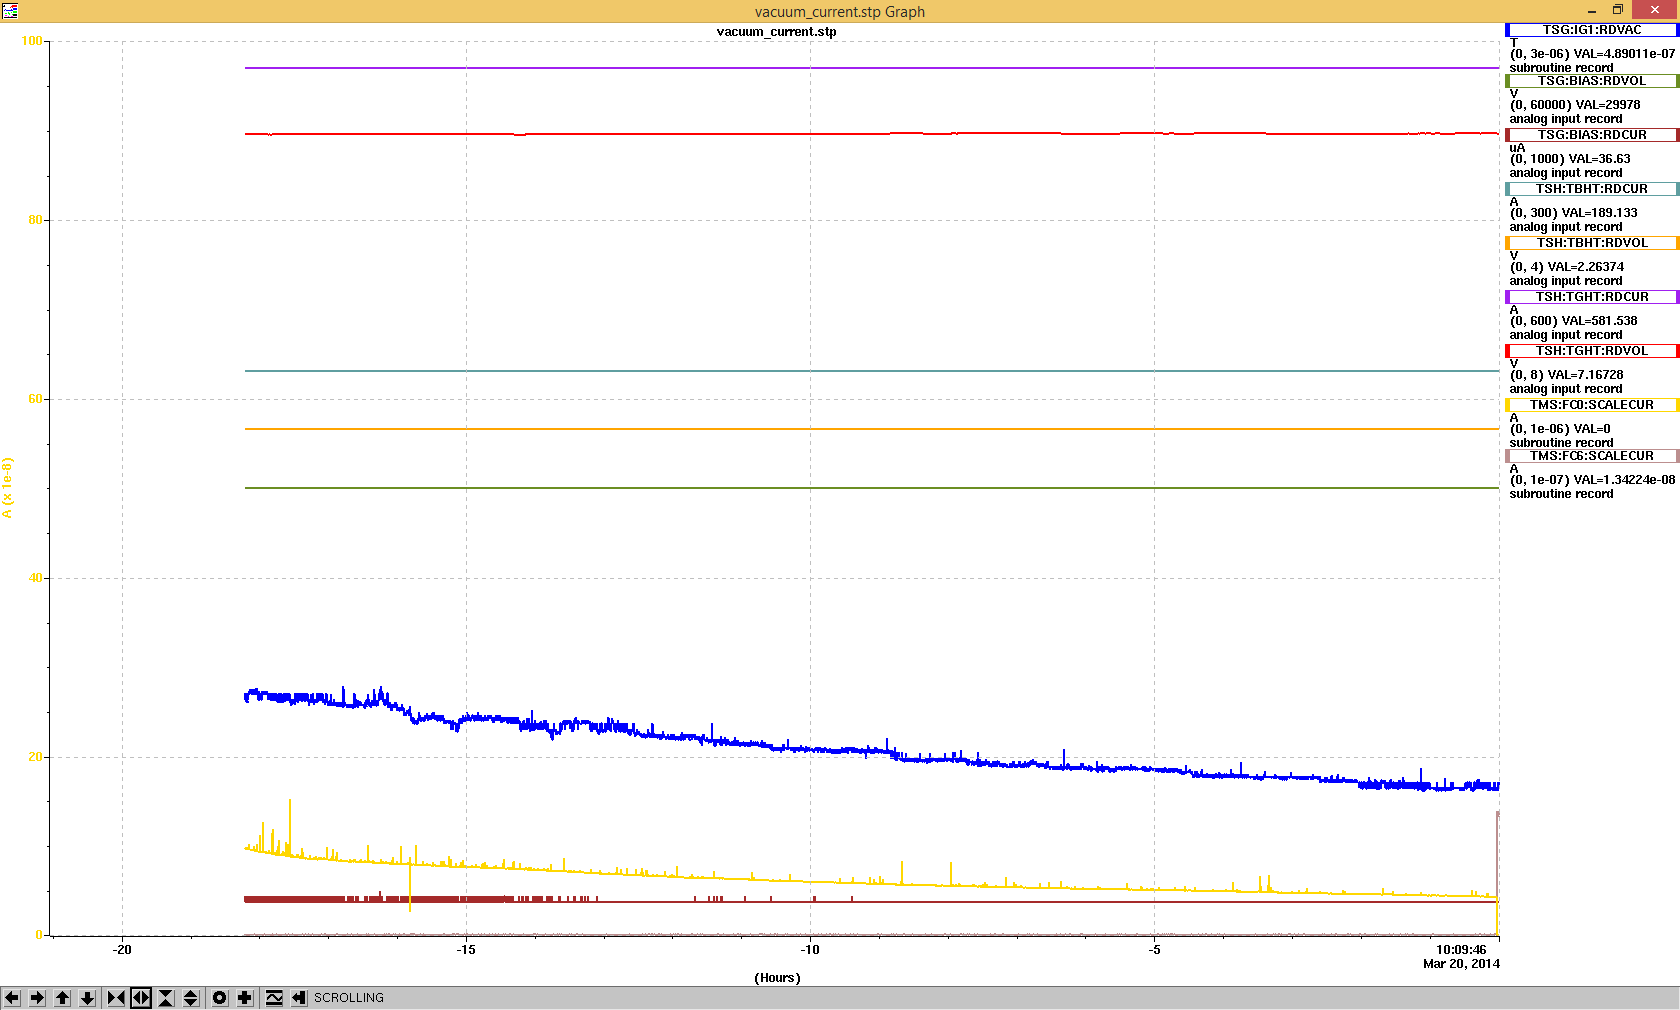 vacuum_current.stp Graph
vacuum_current.stp
100
80
60
40
20
0
A (x 1e-8)
-20
-15
-10
-5
10:09:46
Mar 20, 2014
(Hours)
TSG:IG1:RDVAC
T
(0, 3e-06) VAL=4.89011e-07
subroutine record
TSG:BIAS:RDVOL
V
(0, 60000) VAL=29978
analog input record
TSG:BIAS:RDCUR
uA
(0, 1000) VAL=36.63
analog input record
TSH:TBHT:RDCUR
A
(0, 300) VAL=189.133
analog input record
TSH:TBHT:RDVOL
V
(0, 4) VAL=2.26374
analog input record
TSH:TGHT:RDCUR
A
(0, 600) VAL=581.538
analog input record
TSH:TGHT:RDVOL
V
(0, 8) VAL=7.16728
analog input record
TMS:FC0:SCALECUR
A
(0, 1e-06) VAL=0
subroutine record
TMS:FC6:SCALECUR
A
(0, 1e-07) VAL=1.34224e-08
subroutine record
SCROLLING